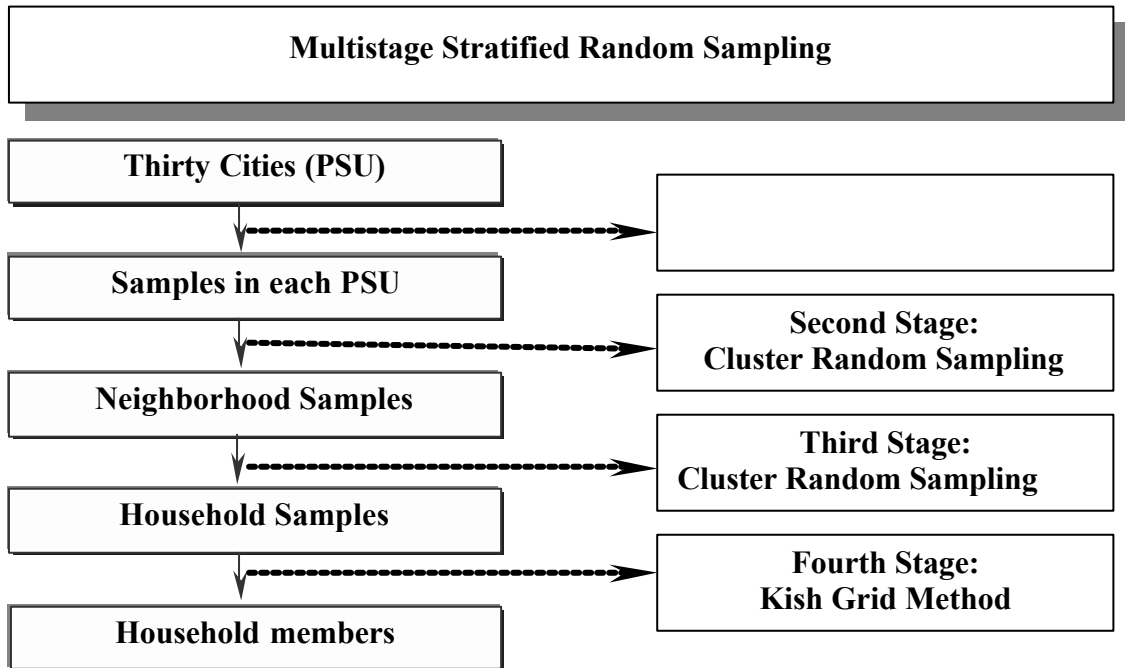 Multistage Stratified Random Sampling
Thirty Cities (PSU)
Samples in each PSU
Second Stage:
Cluster Random Sampling
Neighborhood Samples
Third Stage:
Cluster Random Sampling
Household Samples
Fourth Stage:
Kish Grid Method
Household members